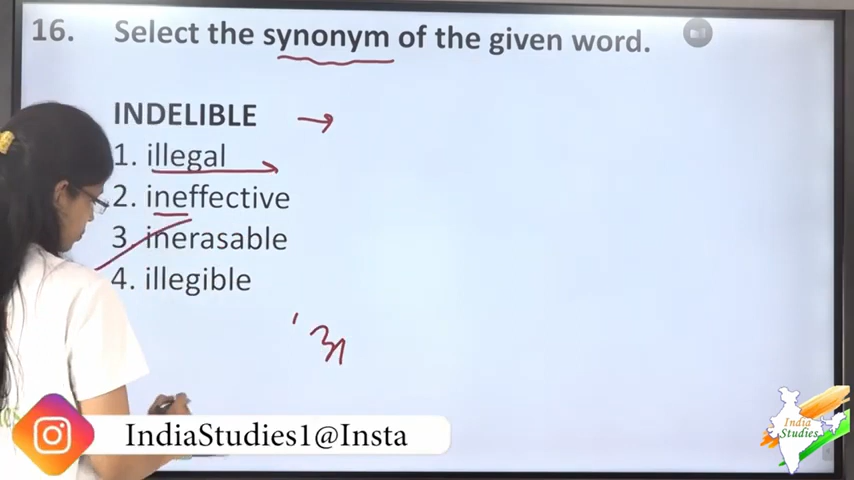 16. Select the synonym of the given word.
INDELIBLE
1. illegal
2. ineffective
3. inerasable
4. illegible
' अ
IndiaStudies1@Insta
India
Studies